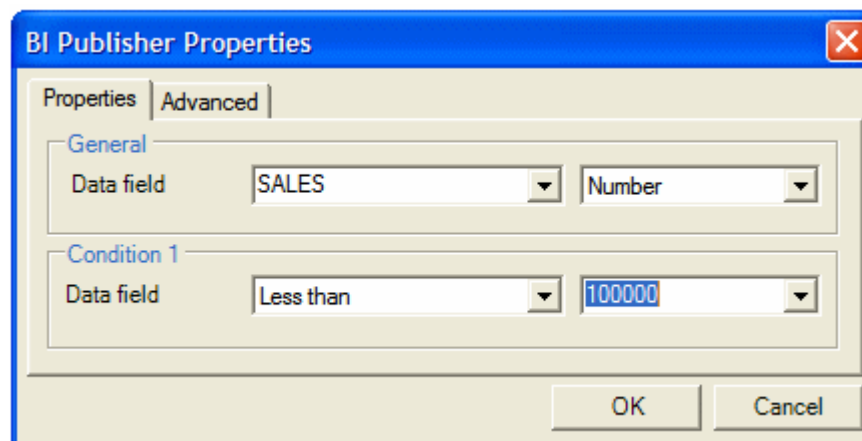 BI Publisher Properties
Properties Advanced
General
Data field SALES Number
Condition 1
Data field Less than 100000
OK Cancel